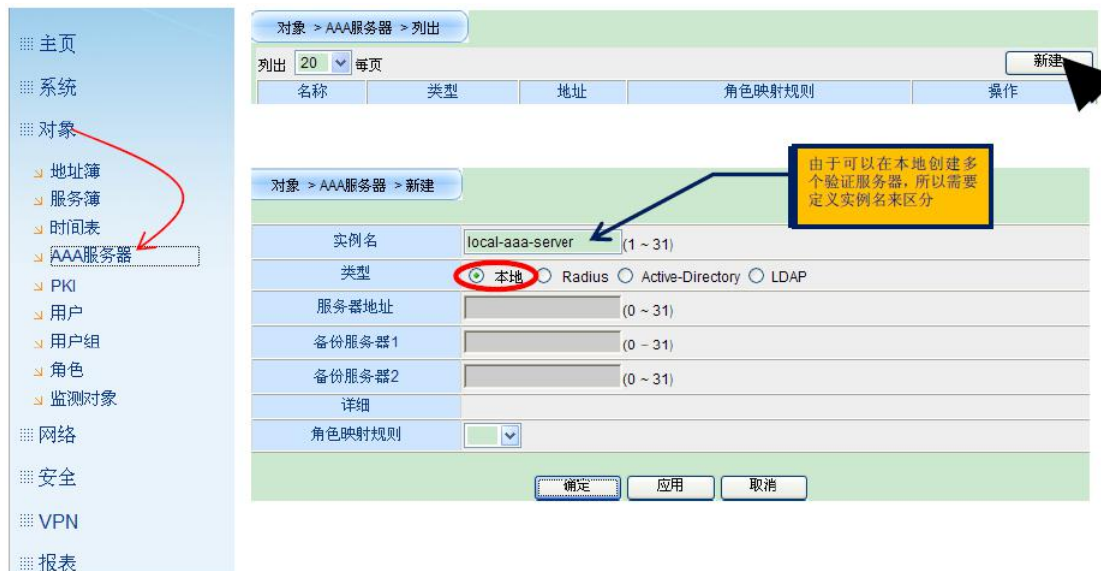 主页
系统
对象
地址簿
服务簿
时间表
AAA服务器
PKI
用户
用户组
角色
监测对象
网络
安全
VPN
报表
对象 > AAA服务器 > 列出
列出 20 每页
新建
名称 类型 地址 角色映射规则 操作
由于可以在本地创建多
个验证服务器，所以需要
定义实例名来区分
对象 > AAA服务器 > 新建
实例名 local-aaa-server (1 ~ 31)
类型 本地 Radius Active-Directory LDAP
服务器地址 (0 ~ 31)
备份服务器1 (0 ~ 31)
备份服务器2 (0 ~ 31)
详细
角色映射规则
确定 应用 取消